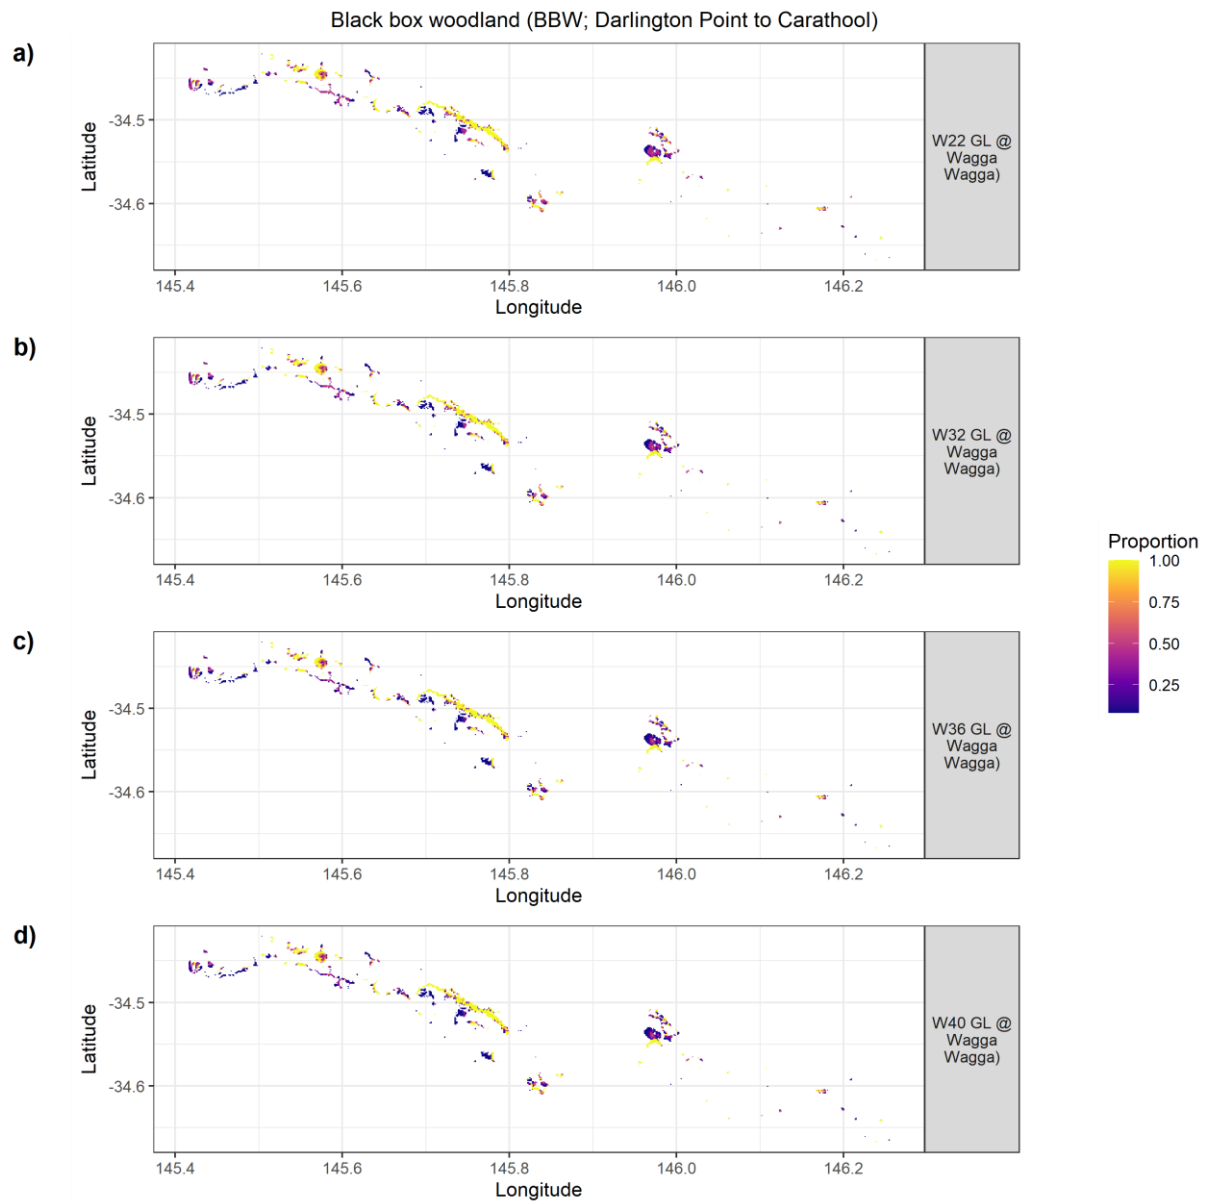 Black box woodland (BBW; Darlington Point to Carathool)
a)
Latitude
-34.5
-34.6
W22 GL @
Wagga
Wagga)
145.4 145.6 145.8 146.0 146.2
Longitude
b)
Latitude
-34.5
-34.6
W32 GL @
Wagga
Wagga)
145.4 145.6 145.8 146.0 146.2
Longitude
Proportion
1.00
0.75
0.50
0.25
c)
Latitude
-34.5
-34.6
W36 GL @
Wagga
Wagga)
145.4 145.6 145.8 146.0 146.2
Longitude
d)
Latitude
-34.5
-34.6
W40 GL @
Wagga
Wagga)
145.4 145.6 145.8 146.0 146.2
Longitude